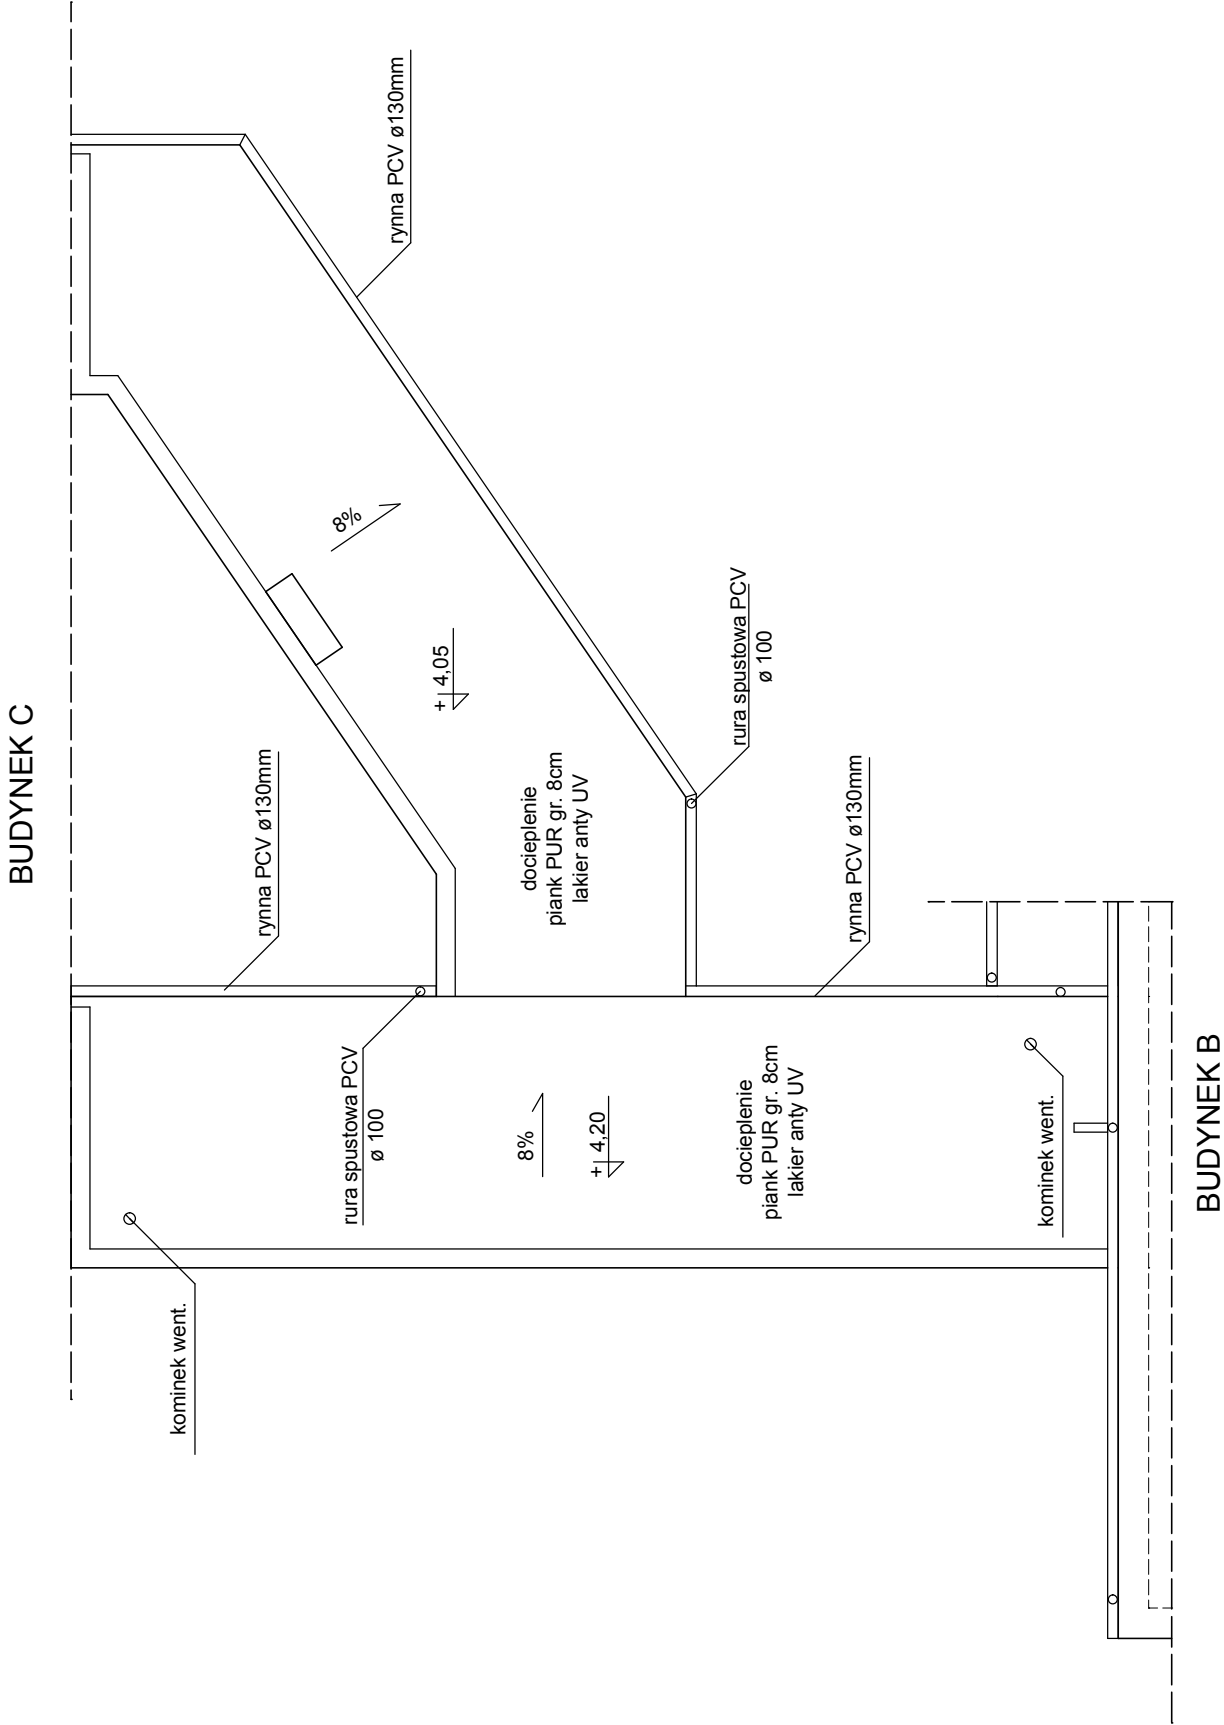 BUDYNEK C
rynna PCV ø130mm
8%
+ 4,05
rura spustowa PCV
ø 100
rynna PCV ø130mm
docieplenie
piank PUR gr. 8cm
lakier anty UV
rynna PCV ø130mm
rura spustowa PCV
ø 100
8%
+ 4,20
docieplenie
piank PUR gr. 8cm
lakier anty UV
kominek went.
kominek went.
BUDYNEK B